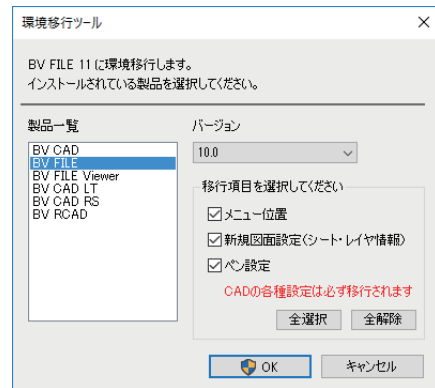 環境移行ツール
BV FILE 11 に環境移行します。
インストールされている製品を選択してください。
製品一覧
BV CAD
BV FILE
BV FILE Viewer
BV CAD LT
BV CAD RS
BV RCAD
バージョン
10.0
移行項目を選択してください
メニュー位置
新規図面設定(シート・レイヤ情報)
ペン設定
CADの各種設定は必ず移行されます
全選択 全解除
OK キャンセル